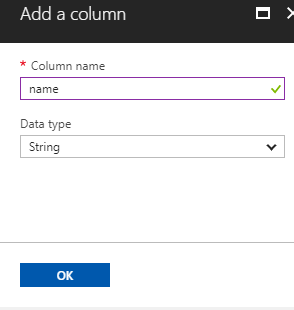 Add a column
* Column name
name
Data type
String
OK